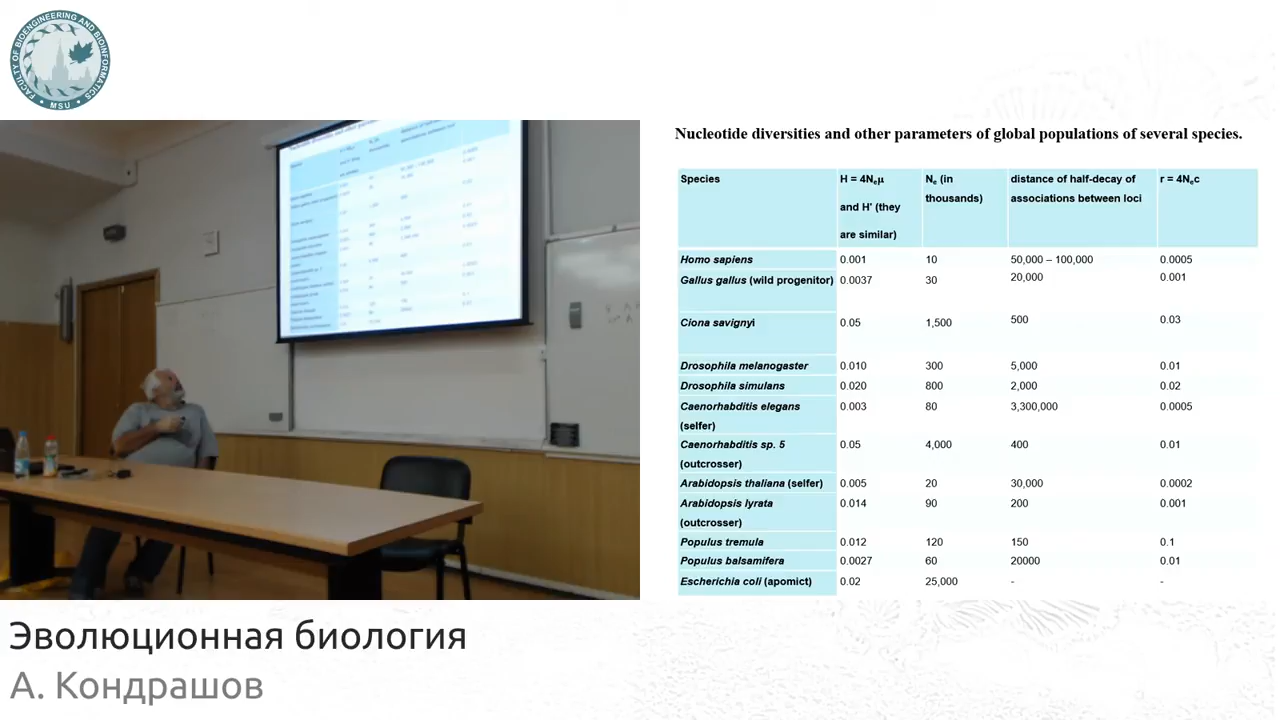 FACULTY OF BIOENGINEERING AND BIOINFORMATICS
• MSU •
Nucleotide diversities and other parameters of global populations of several species.
Species
H = 4Neµ
and H' (they
are similar)
Ne (in
thousands)
distance of half-decay of
associations between loci
r = 4Nec
Homo sapiens 0.001 10 50,000 – 100,000 0.0005
Gallus gallus (wild progenitor) 0.0037 30 20,000 0.001
Ciona savignyi 0.05 1,500 500 0.03
Drosophila melanogaster 0.010 300 5,000 0.01
Drosophila simulans 0.020 800 2,000 0.02
Caenorhabditis elegans 0.003 80 3,300,000 0.0005
(selfer)
Caenorhabditis sp. 5 0.05 4,000 400 0.01
(outcrosser)
Arabidopsis thaliana (selfer) 0.005 20 30,000 0.0002
Arabidopsis lyrata 0.014 90 200 0.001
(outcrosser)
Populus tremula 0.012 120 150 0.1
Populus balsamifera 0.0027 60 20000 0.01
Escherichia coli (apomict) 0.02 25,000 - -
Эволюционная биология
А. Кондрашов